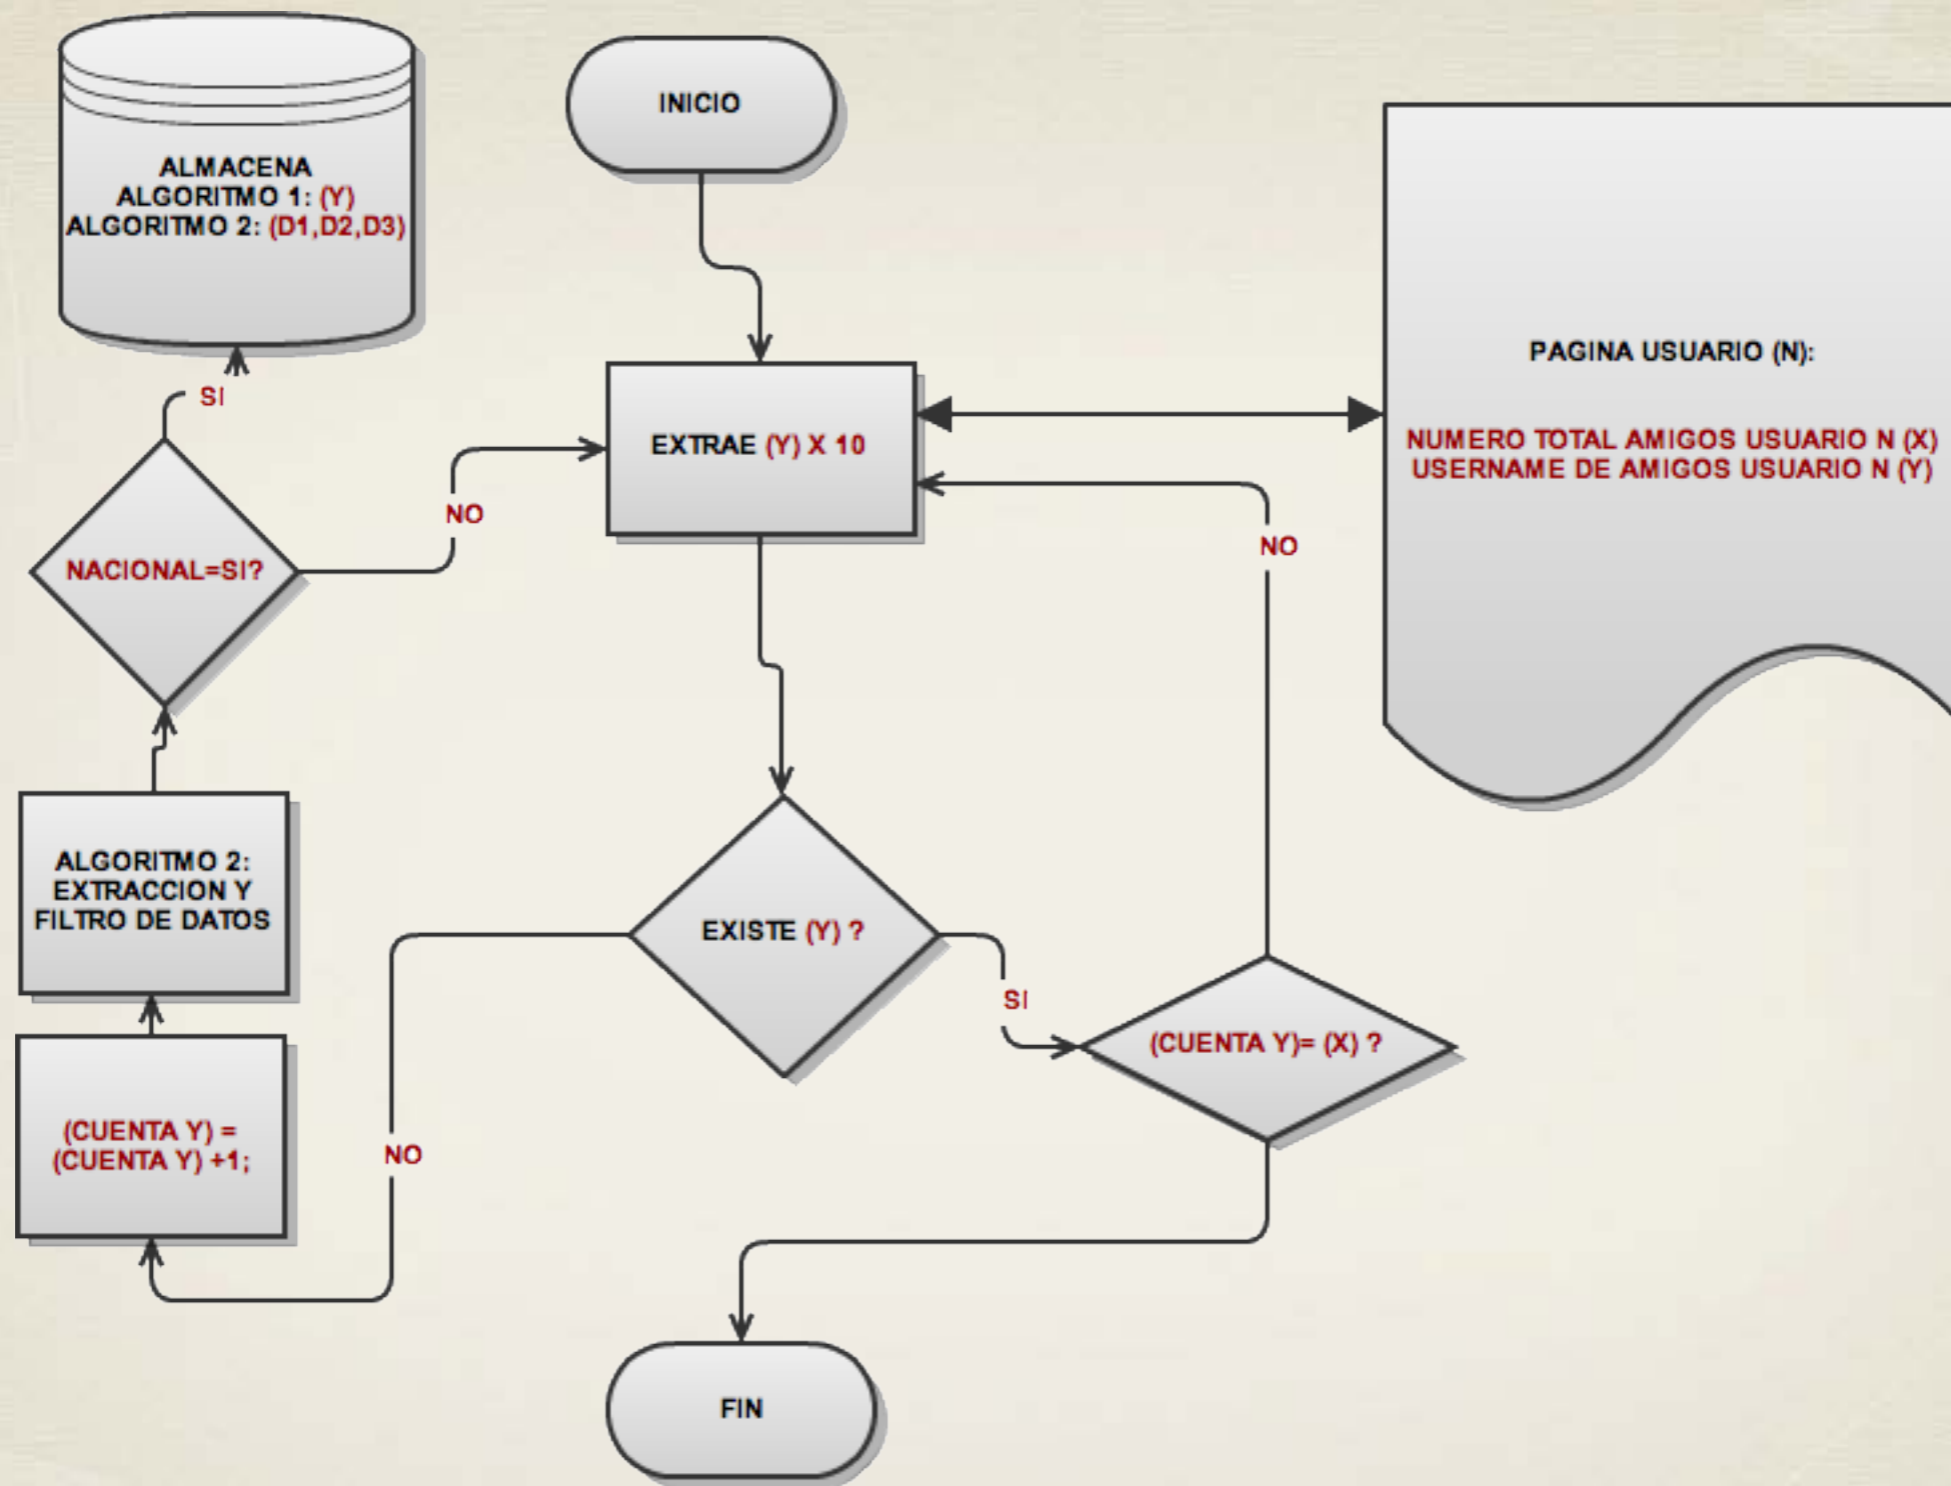 INICIO
ALMACENA
ALGORITMO 1: (Y)
ALGORITMO 2: (D1,D2,D3)
PAGINA USUARIO (N):
NUMERO TOTAL AMIGOS USUARIO N (X)
USERNAME DE AMIGOS USUARIO N (Y)
SI
EXTRAE (Y) X 10
NO
NO
NACIONAL=SI?
ALGORITMO 2:
EXTRACCION Y
FILTRO DE DATOS
EXISTE (Y) ?
SI
(CUENTA Y)= (X) ?
(CUENTA Y) =
(CUENTA Y) +1;
NO
FIN